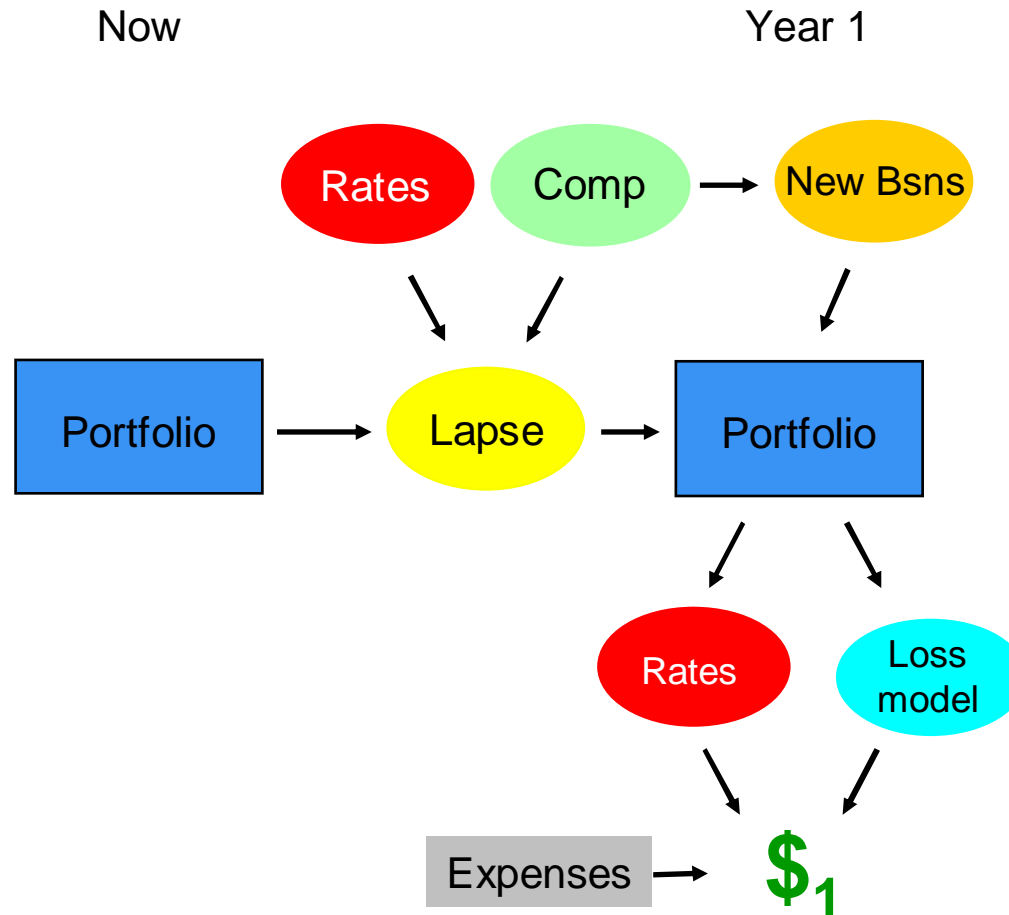 Now
Year 1
Rates
Comp
New Bsns
Portfolio
Lapse
Portfolio
Rates
Loss
model
Expenses
$1